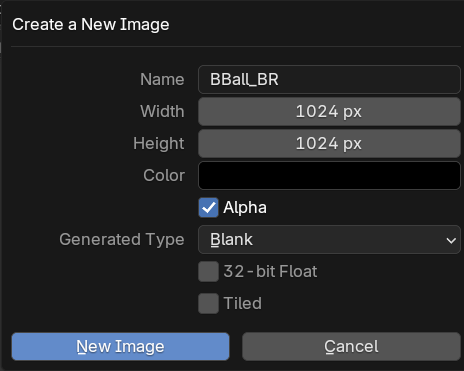 Create a New Image
Name BBall_BR
Width 1024 px
Height 1024 px
Color
Alpha
Generated Type Blank
32-bit Float
Tiled
New Image Cancel